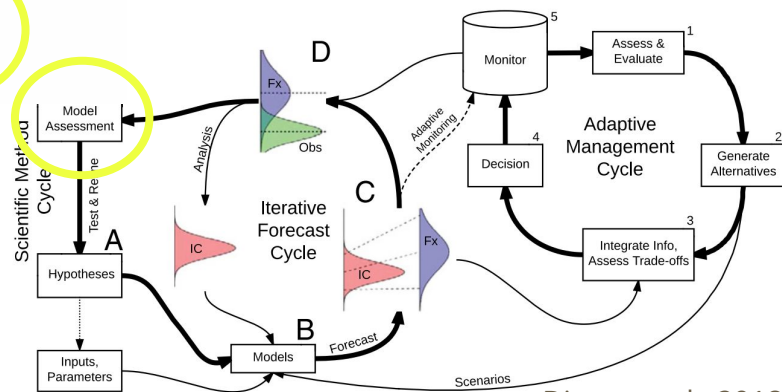 D
5
Monitor
1
Assess &
Evaluate
Fx
Obs
Model
Assessment
Scientific Method
Cycle
Analysis
Adaptive
Monitoring
4
Decision
Adaptive
Management
Cycle
2
Generate
Alternatives
C
Iterative
Forecast
Cycle
A
IC
IC
Fx
3
Integrate Info,
Assess Trade-offs
Hypotheses
B
Models
Forecast
Inputs,
Parameters
Scenarios